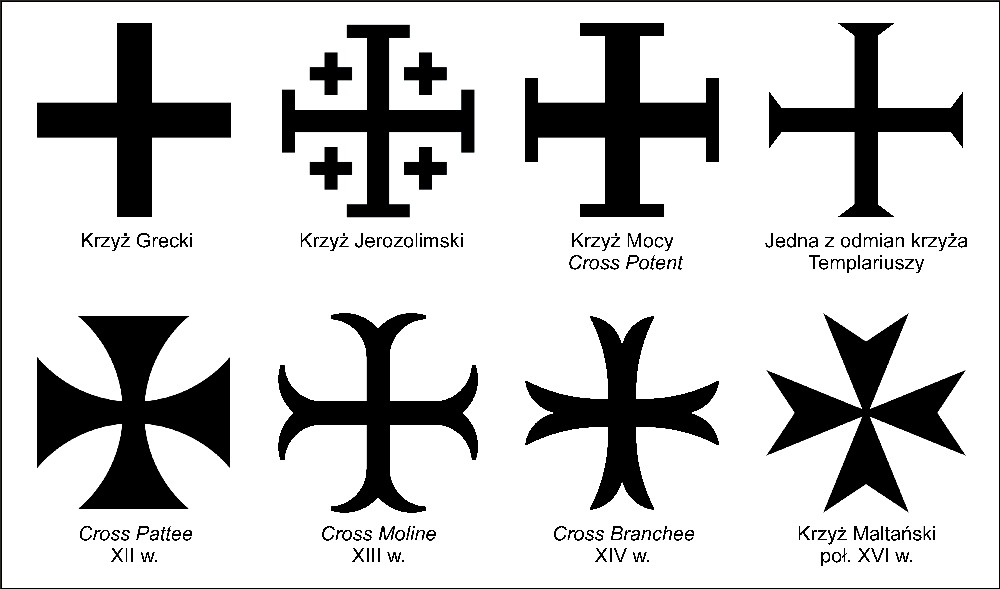 Krzyż Grecki
Krzyż Jerozolimski
Krzyż Mocy
Cross Potent
Jedna z odmian krzyża
Templariuszy
Cross Pattee
XII w.
Cross Moline
XIII w.
Cross Branchee
XIV w.
Krzyż Maltański
poł. XVI w.